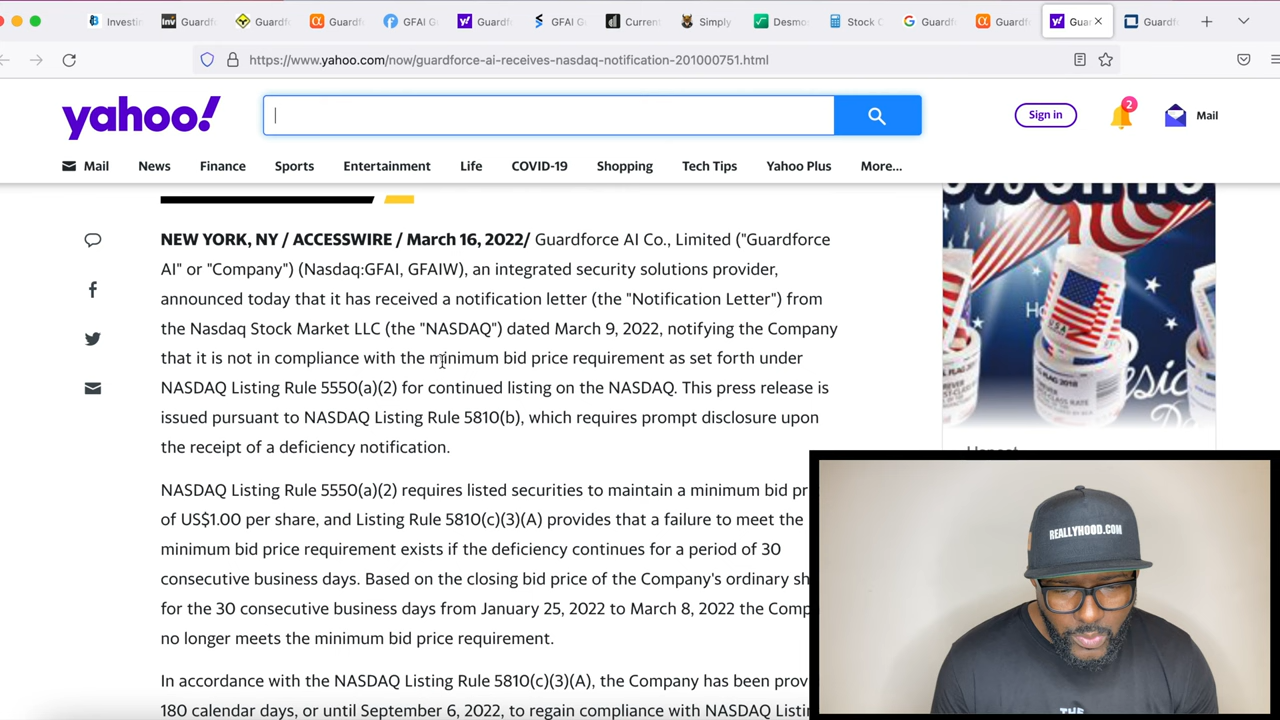 Investin
Guardf
Guardf
Guardf
GFAI G
Guardf
GFAI G
Current
Simply
Desmo
Stock C
Guardf
Guardf
Guar
Guardf
https://www.yahoo.com/now/guardforce-ai-receives-nasdaq-notification-201000751.html
yahoo!
Sign in
2
Mail
Mail News Finance Sports Entertainment Life COVID-19 Shopping Tech Tips Yahoo Plus More...
NEW YORK, NY / ACCESSWIRE / March 16, 2022/ Guardforce AI Co., Limited ("Guardforce
AI" or "Company") (Nasdaq:GFAI, GFAIW), an integrated security solutions provider,
announced today that it has received a notification letter (the "Notification Letter") from
the Nasdaq Stock Market LLC (the "NASDAQ") dated March 9, 2022, notifying the Company
that it is not in compliance with the minimum bid price requirement as set forth under
NASDAQ Listing Rule 5550(a)(2) for continued listing on the NASDAQ. This press release is
issued pursuant to NASDAQ Listing Rule 5810(b), which requires prompt disclosure upon
the receipt of a deficiency notification.
NASDAQ Listing Rule 5550(a)(2) requires listed securities to maintain a minimum bid pr
of US$1.00 per share, and Listing Rule 5810(c)(3)(A) provides that a failure to meet the
minimum bid price requirement exists if the deficiency continues for a period of 30
consecutive business days. Based on the closing bid price of the Company's ordinary sh
for the 30 consecutive business days from January 25, 2022 to March 8, 2022 the Comp
no longer meets the minimum bid price requirement.
In accordance with the NASDAQ Listing Rule 5810(c)(3)(A), the Company has been prov
180 calendar days, or until September 6, 2022, to regain compliance with NASDAQ Listi
USA
FOREVER
REALLYHOOD.COM
THE